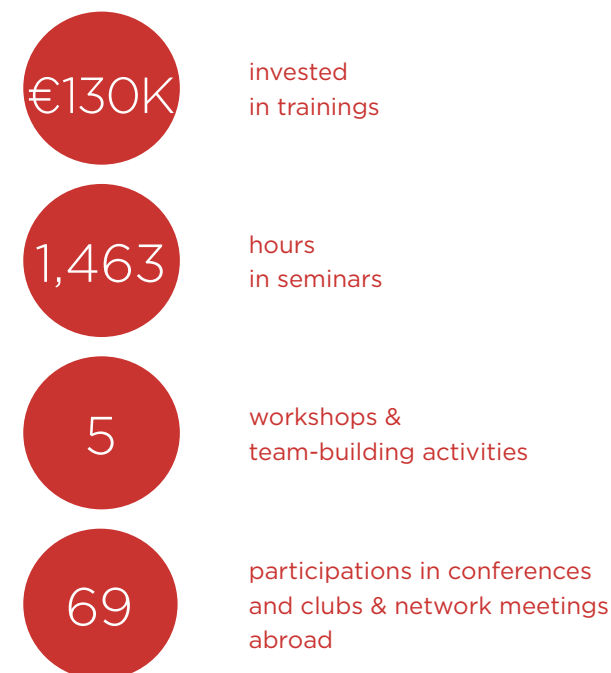 €130K
invested
in trainings
1,463
hours
in seminars
5
workshops &
team-building activities
69
participations in conferences
and clubs & network meetings
abroad